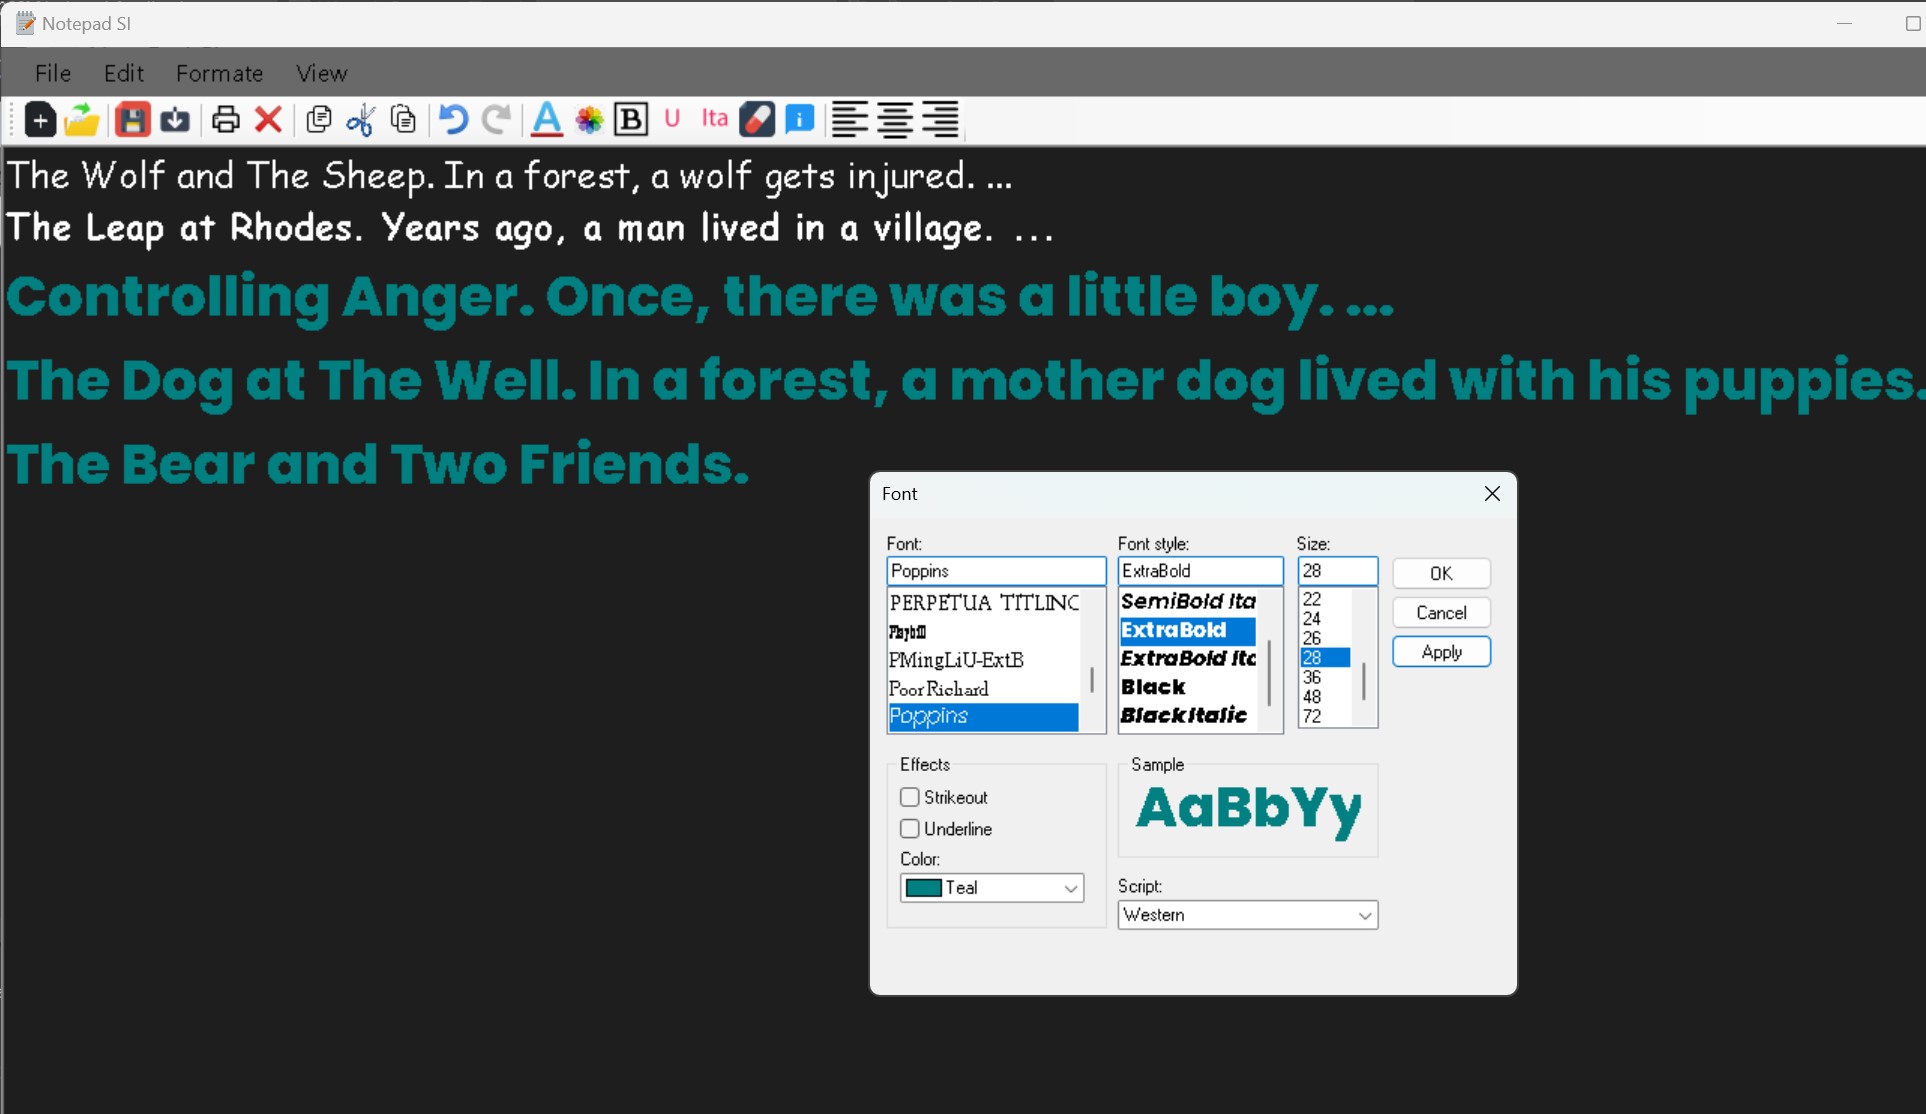 Notepad SI
File Edit Formate View
B U Ita
The Wolf and The Sheep. In a forest, a wolf gets injured. ...
The Leap at Rhodes. Years ago, a man lived in a village. ...
Controlling Anger. Once, there was a little boy. ...
The Dog at The Well. In a forest, a mother dog lived with his puppies.
The Bear and Two Friends.
Font
Font: Font style: Size:
Poppins ExtraBold 28 OK
PERPETUA TITLING SemiBold Ita 22
Playbill ExtraBold 24 Cancel
PMingLiU-ExtB ExtraBold Ita 26
Poor Richard Black 28 Apply
Poppins Black Italic 36
48
72
Effects Sample
Strikeout AaBbYy
Underline
Color:
Teal Script:
Western